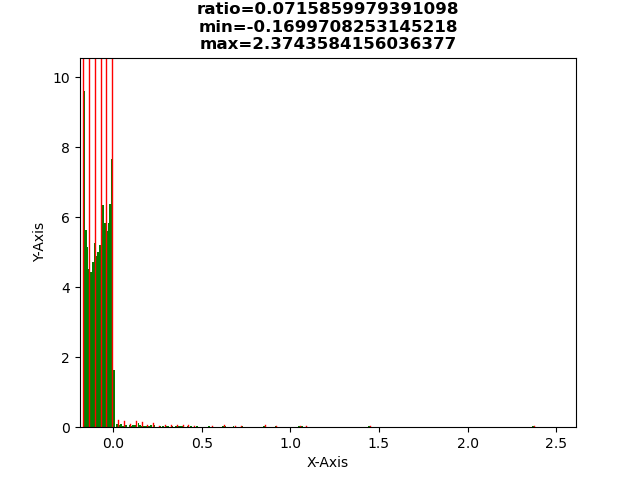 ratio=0.0715859979391098
min=-0.1699708253145218
max=2.3743584156036377
10
8
6
4
2
0
Y-Axis
0.0 0.5 1.0 1.5 2.0 2.5
X-Axis